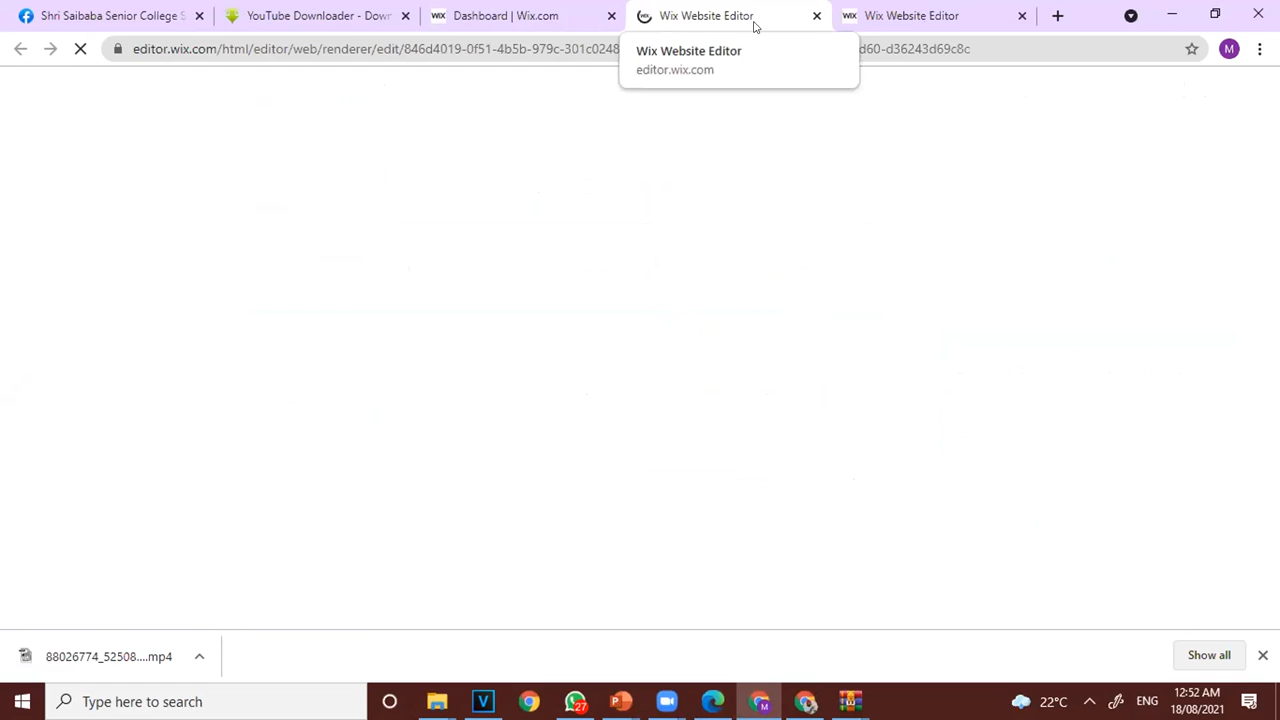 Shri Saibaba Senior College S
YouTube Downloader - Dow
WiX Dashboard | Wix.com
Wix Website Editor
WiX Wix Website Editor
editor.wix.com/html/editor/web/renderer/edit/846d4019-0f51-4b5b-979c-301c0248
d60-d36243d69c8c
M
Wix Website Editor
editor.wix.com
88026774_52508....mp4
Show all
Type here to search
V
27
M
22°C
ENG
12:52 AM
18/08/2021